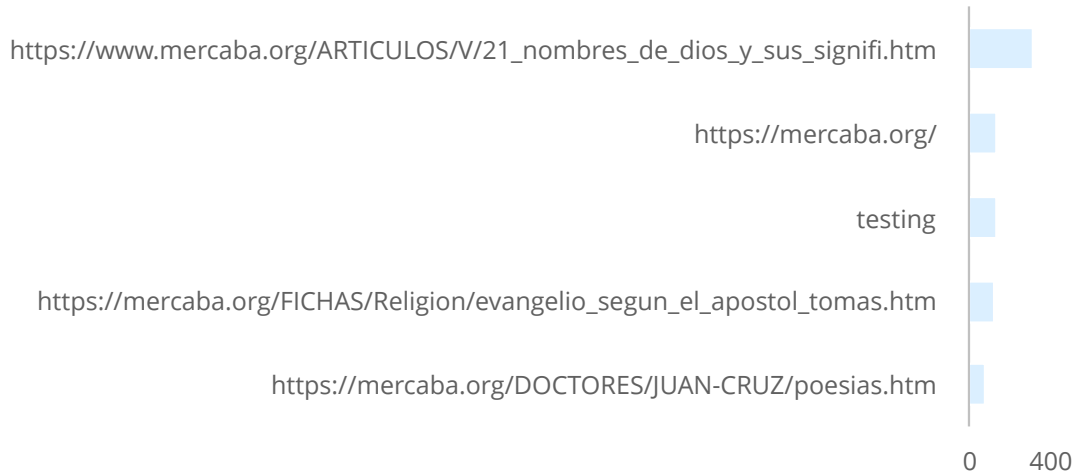 https://www.mercaba.org/ARTICULOS/V/21_nombres_de_dios_y_sus_signifi.htm
https://mercaba.org/
testing
https://mercaba.org/FICHAS/Religion/evangelio_segun_el_apostol_tomas.htm
https://mercaba.org/DOCTORES/JUAN-CRUZ/poesias.htm
0 400